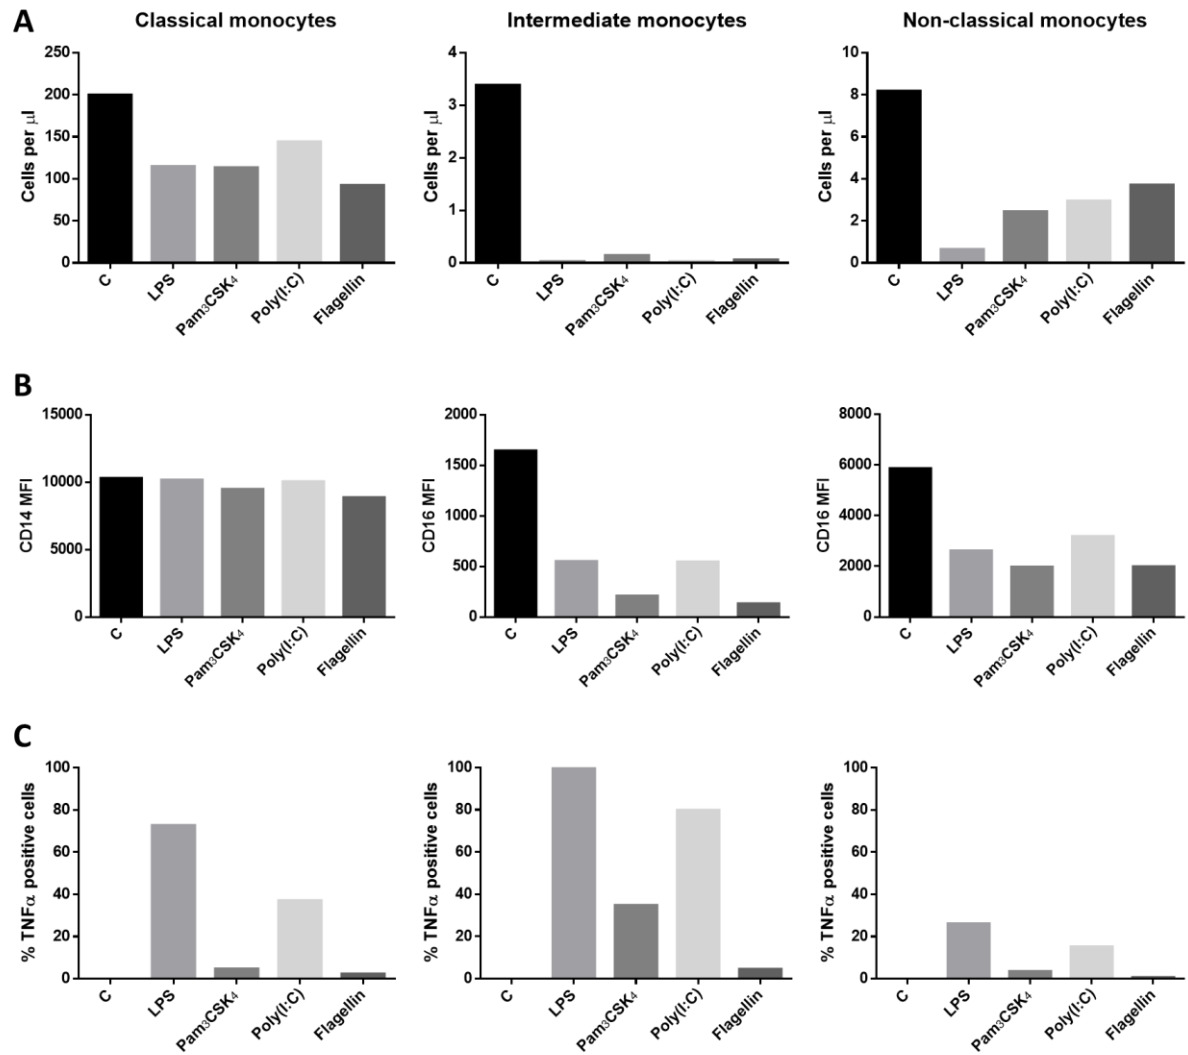 A
Classical monocytes
Intermediate monocytes
Non-classical monocytes
Cells per μl
250
200
150
100
50
0
C
LPS
Pam3CSK4
Poly(I:C)
Flagellin
Cells per μl
4
3
2
1
0
C
LPS
Pam3CSK4
Poly(I:C)
Flagellin
Cells per μl
10
8
6
4
2
0
C
LPS
Pam3CSK4
Poly(I:C)
Flagellin
B
CD14 MFI
15000
10000
5000
0
C
LPS
Pam3CSK4
Poly(I:C)
Flagellin
CD16 MFI
2000
1500
1000
500
0
C
LPS
Pam3CSK4
Poly(I:C)
Flagellin
CD16 MFI
8000
6000
4000
2000
0
C
LPS
Pam3CSK4
Poly(I:C)
Flagellin
C
% TNFα positive cells
100
80
60
40
20
0
C
LPS
Pam3CSK4
Poly(I:C)
Flagellin
% TNFα positive cells
100
80
60
40
20
0
C
LPS
Pam3CSK4
Poly(I:C)
Flagellin
% TNFα positive cells
100
80
60
40
20
0
C
LPS
Pam3CSK4
Poly(I:C)
Flagellin